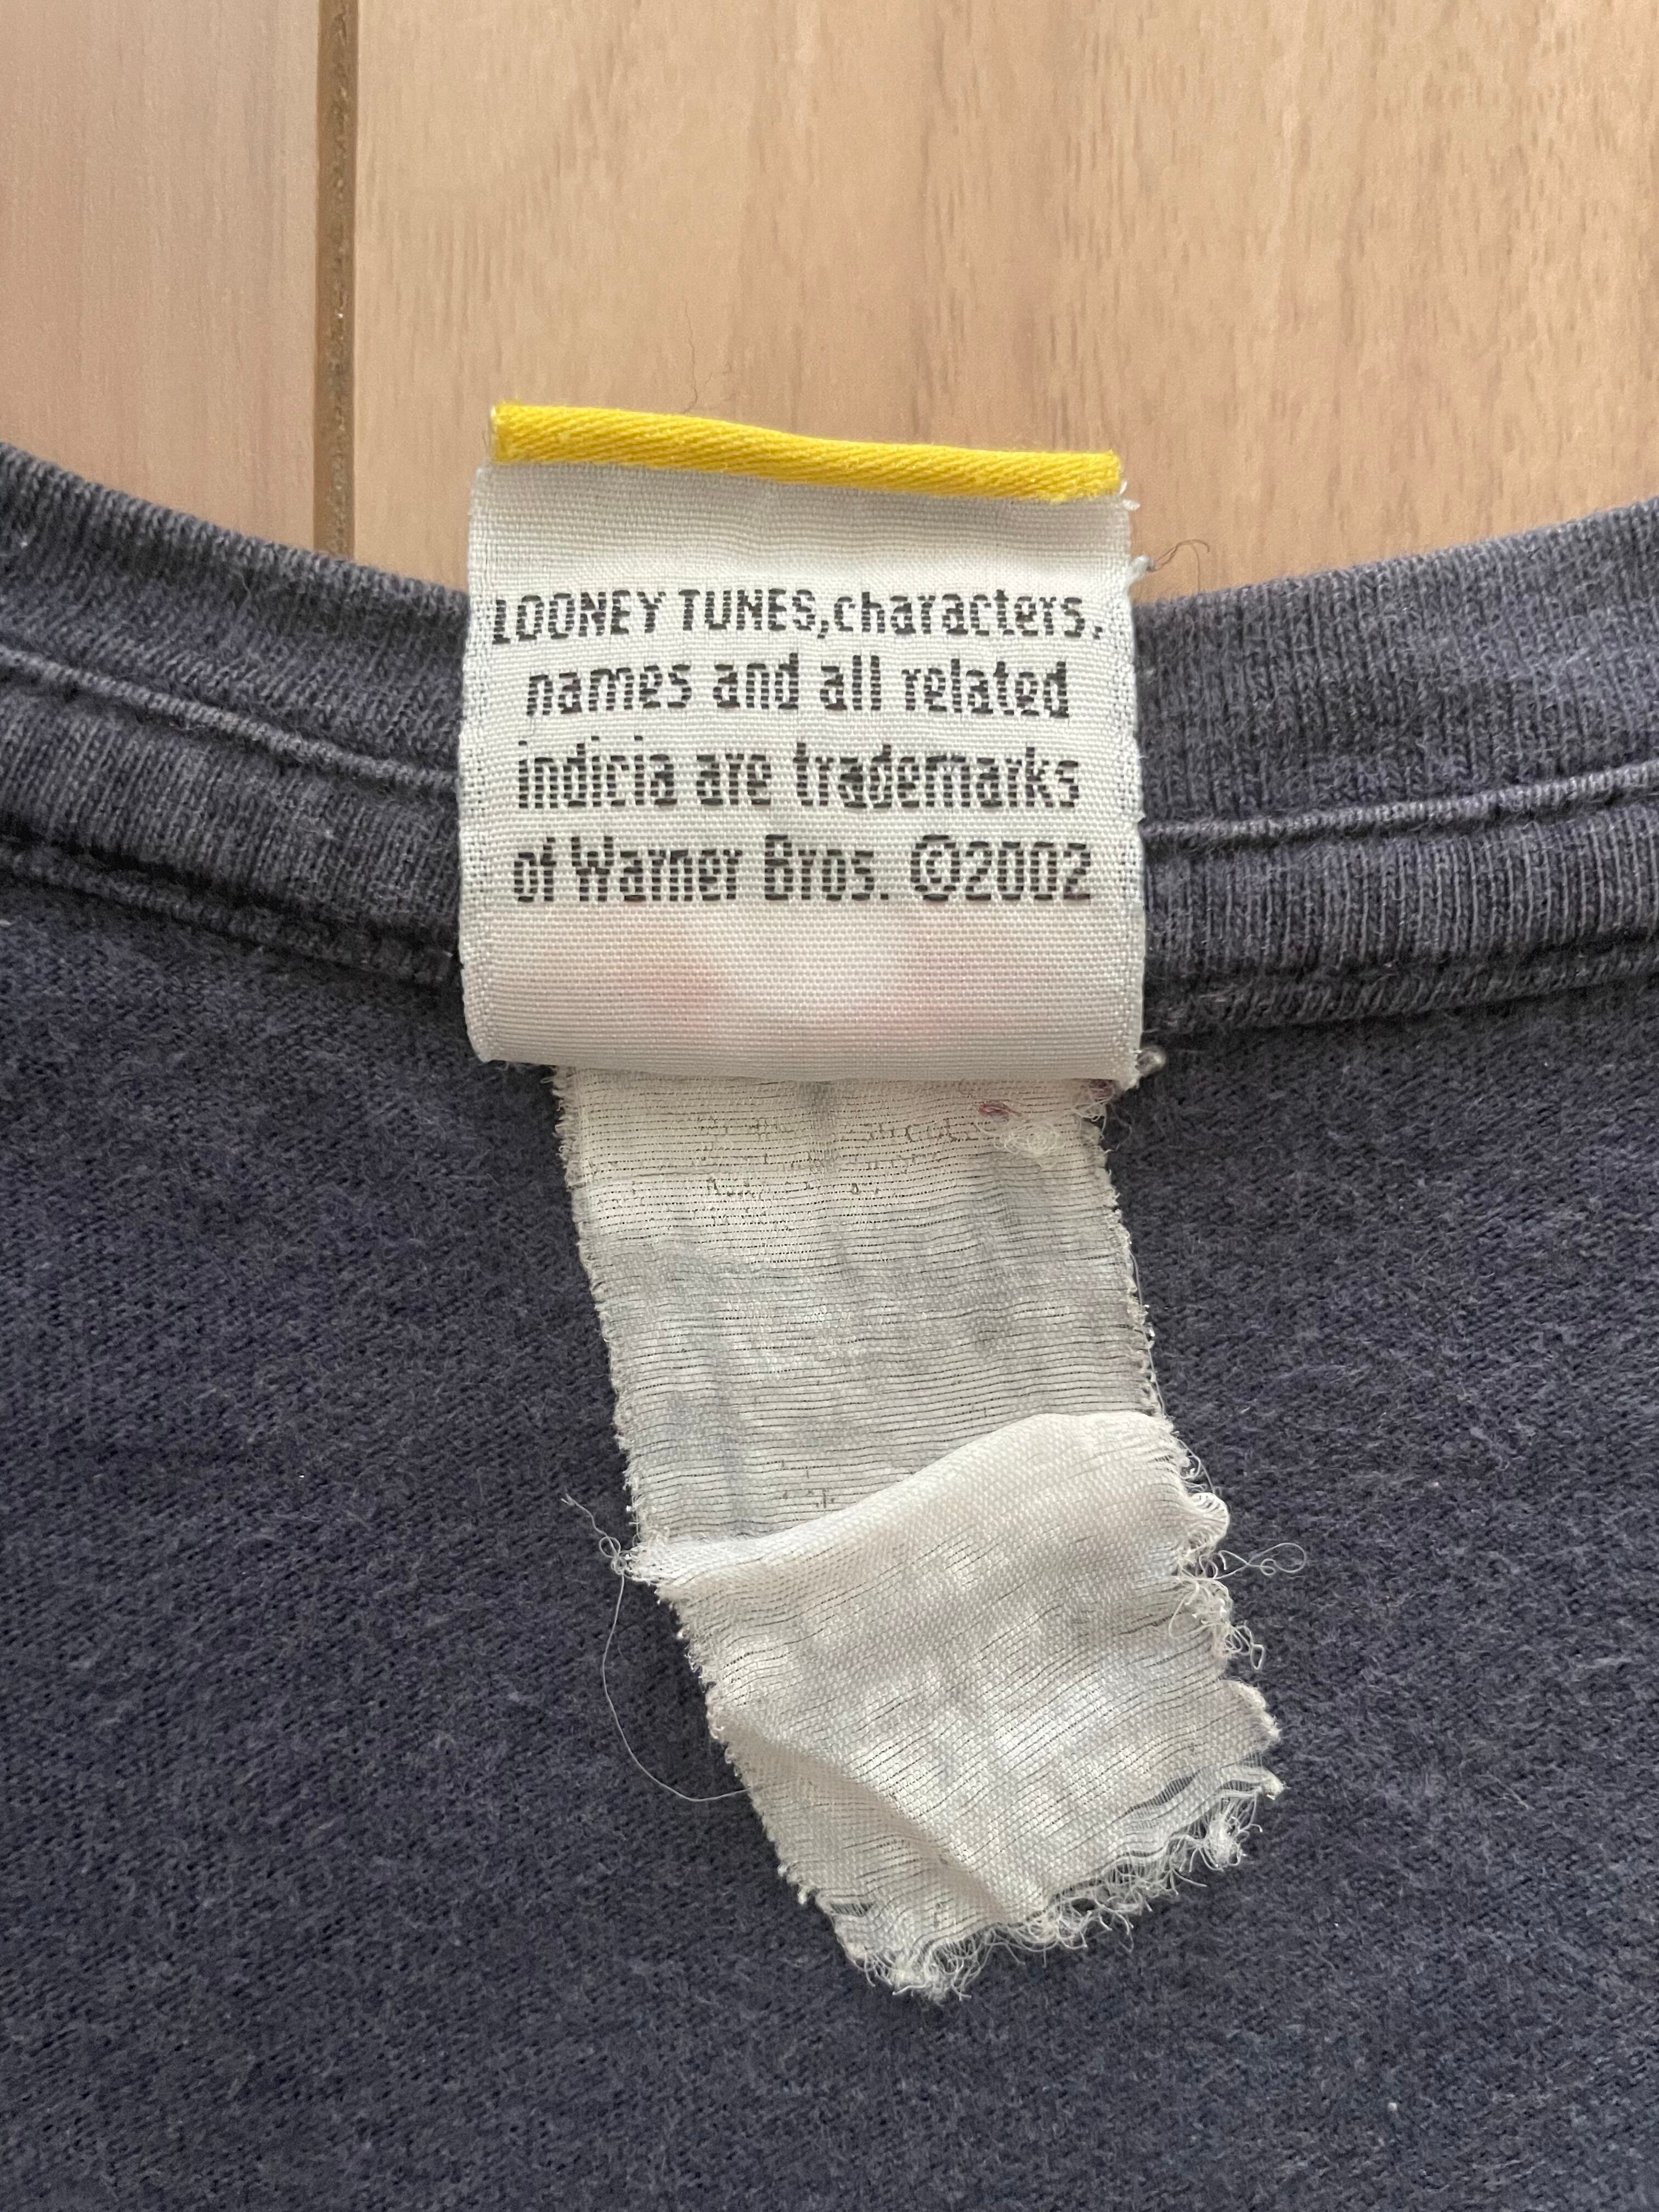 LOONEY TUNES, characters,
names and all related
indicia are trademarks
of Warner Bros. ©2002